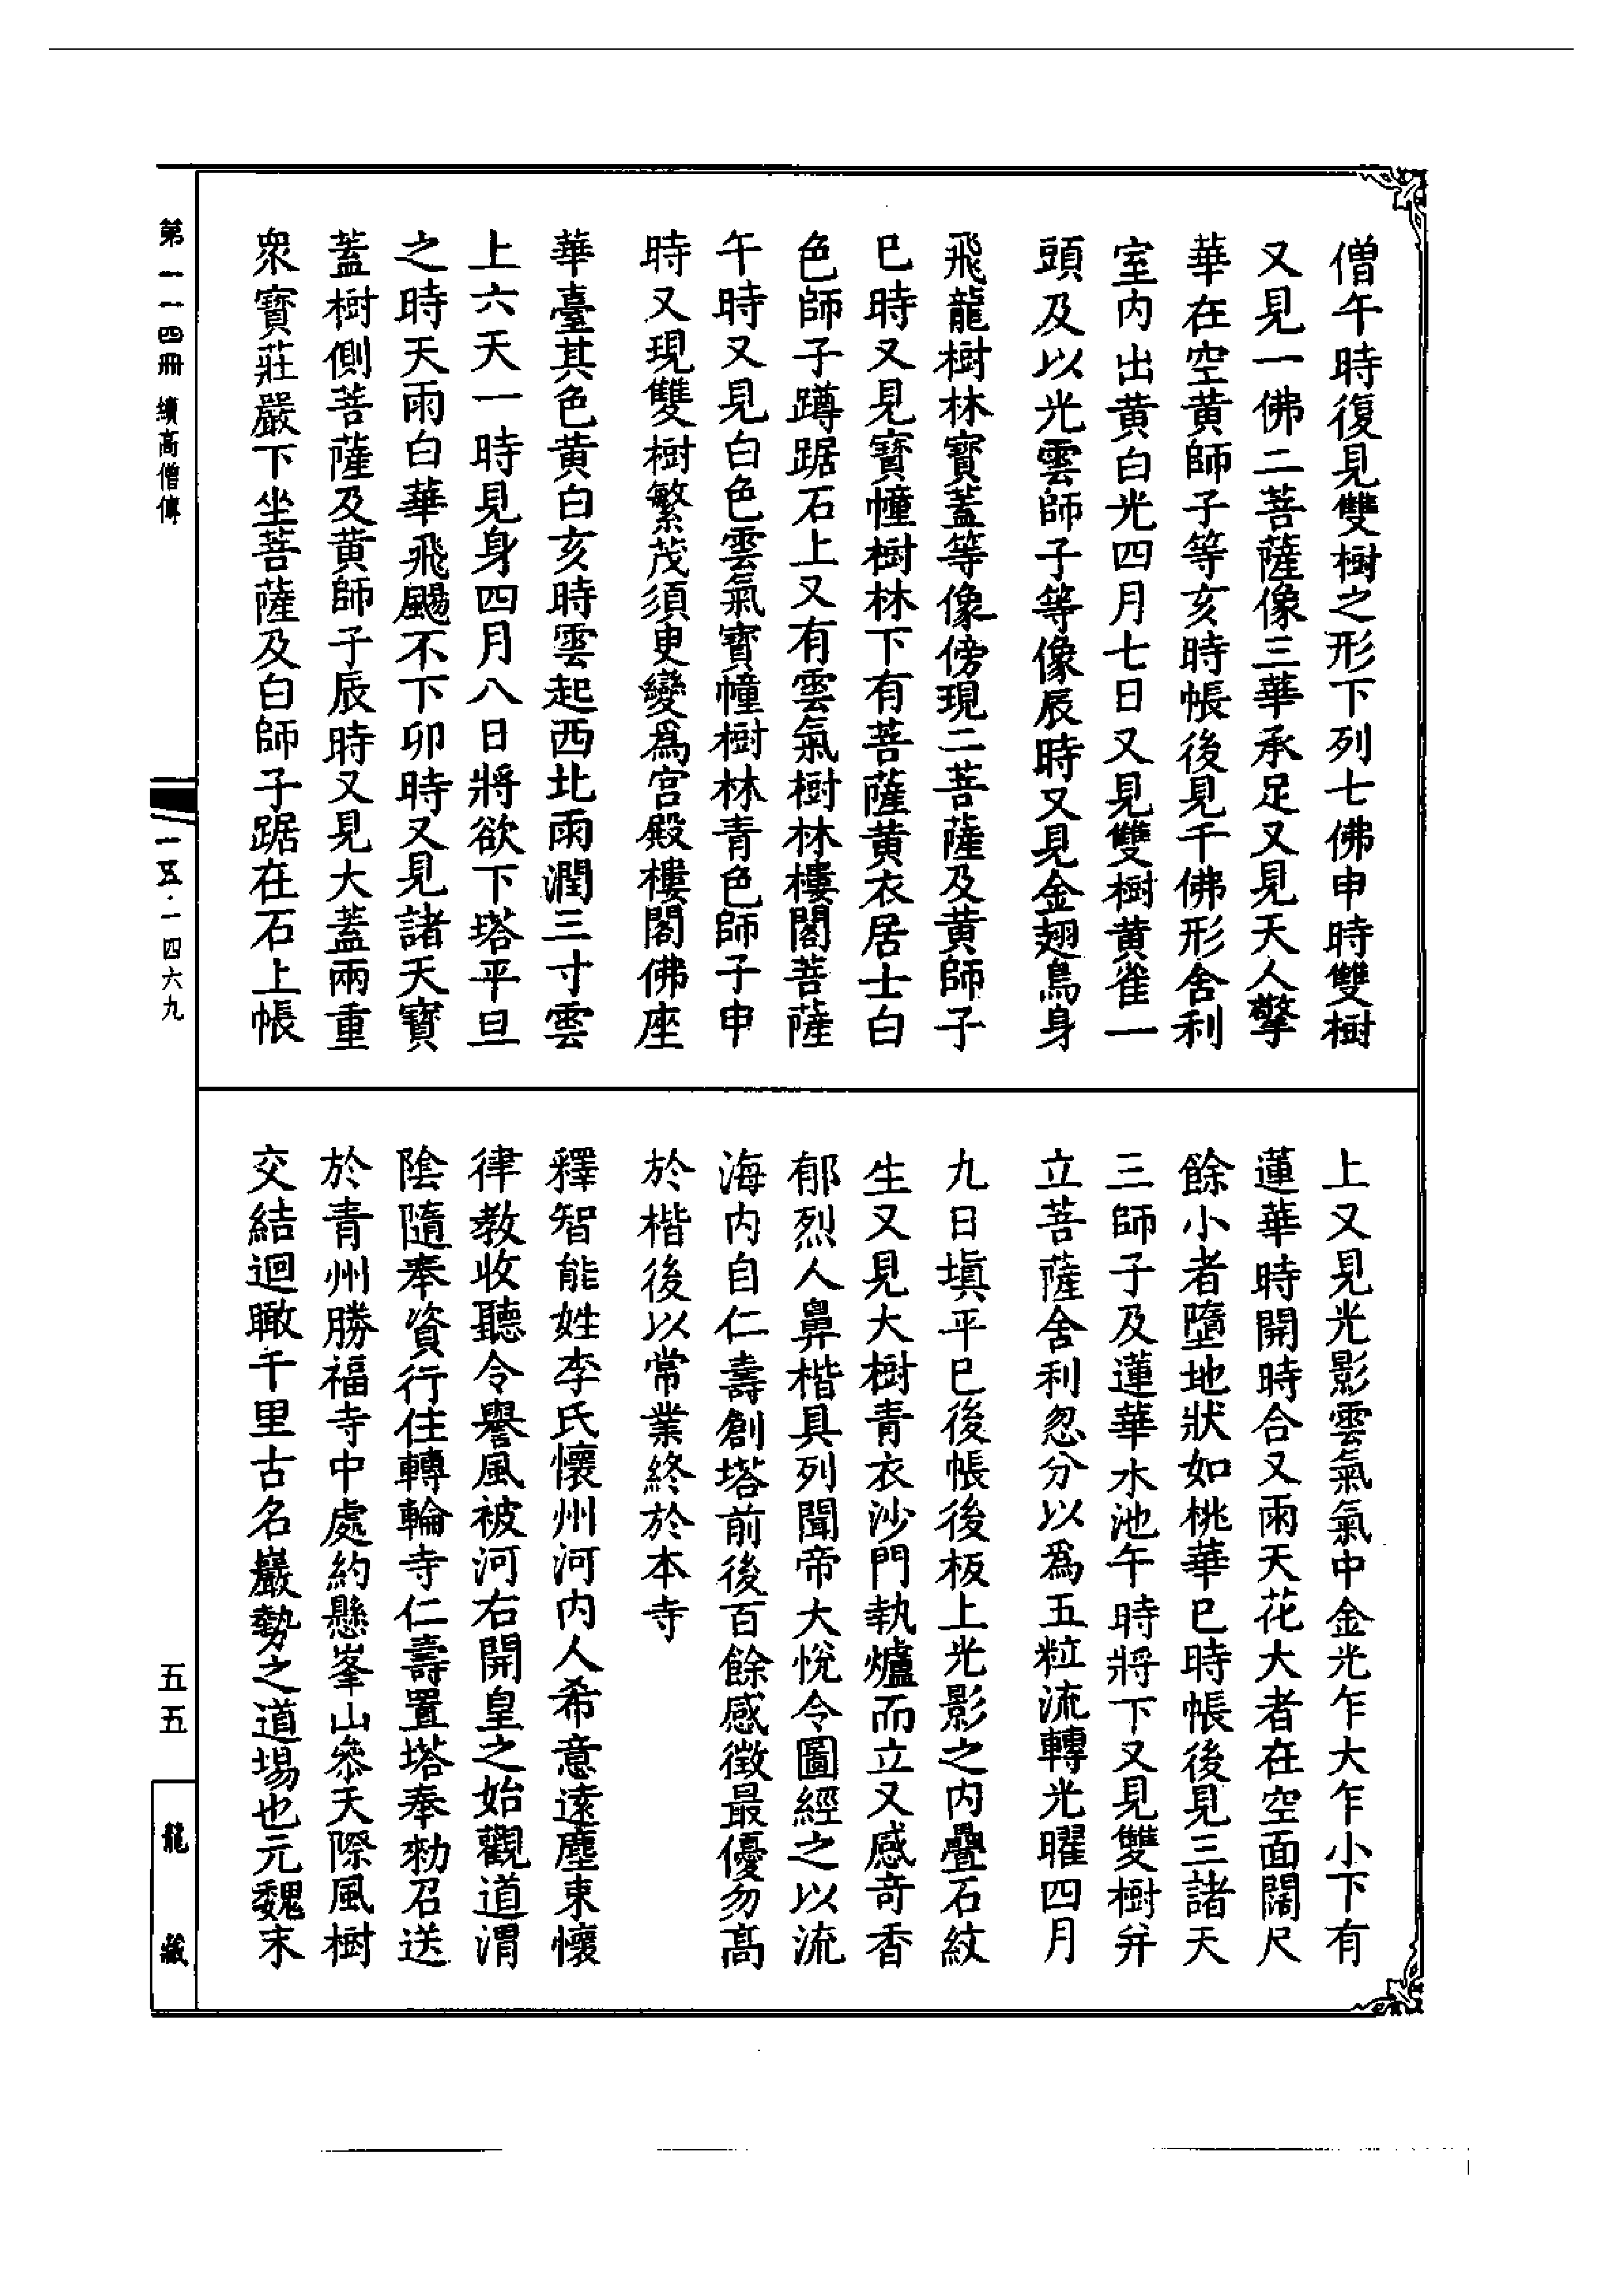 僧午時復見雙樹之形下列七佛申時雙樹
又見一佛二菩薩像三華承足又見天人擎
華在空黄師子等亥時帳後見千佛形舍利
室内出黄白光四月七日又見雙樹黄雀一
頭及以光雲師子等像辰時又見金翅鳥身
飛龍樹林寳蓋等像傍現二菩薩及黄師子
巳時又見寳幢樹林下有菩薩黄衣居士白
色師子蹲踞石上又有雲氣樹林樓閣菩薩
午時又見白色雲氣寳幢樹林青色師子申
時又現雙樹繁茂須更變爲宫殿樓閣佛座
華臺其色黄白亥時雲起西北雨潤三寸雲
上六天一時見身四月八日將欲下塔平旦
之時天雨白華飛颺不下卯時又見諸天寳
蓋樹側菩薩及黄師子辰時又見大蓋兩重
衆寳莊嚴下坐菩薩及白師子踞在石上帳
上又見光影雲氣氣中金光乍大乍小下有
蓮華時開時合又雨天花大者在空面闊尺
餘小者墮地狀如桃華巳時帳後見三諸天
三師子及蓮華水池午時將下又見雙樹并
立菩薩舍利忽分以爲五粒流轉光曜四月
九日塡平巳後帳後板上光影之内疊石紋
生又見大樹青衣沙門執爐而立又感奇香
郁烈人鼻楷具列聞帝大悅令圖經之以流
海内自仁壽創塔前後百餘感徴最優勿高
於楷後以常業終於本寺
釋智能姓李氏懷州河内人希意遠塵束懷
律教收聽令譽風被河右開皇之始觀道渭
陰隨奉資行住轉輪寺仁壽置塔奉勑召送
於青州勝福寺中處約懸峯山叅天際風樹
交結迴瞰千里古名巖勢之道場也元魏末
第一一四冊 續高僧傳
一五·一四六九
五五
龍藏